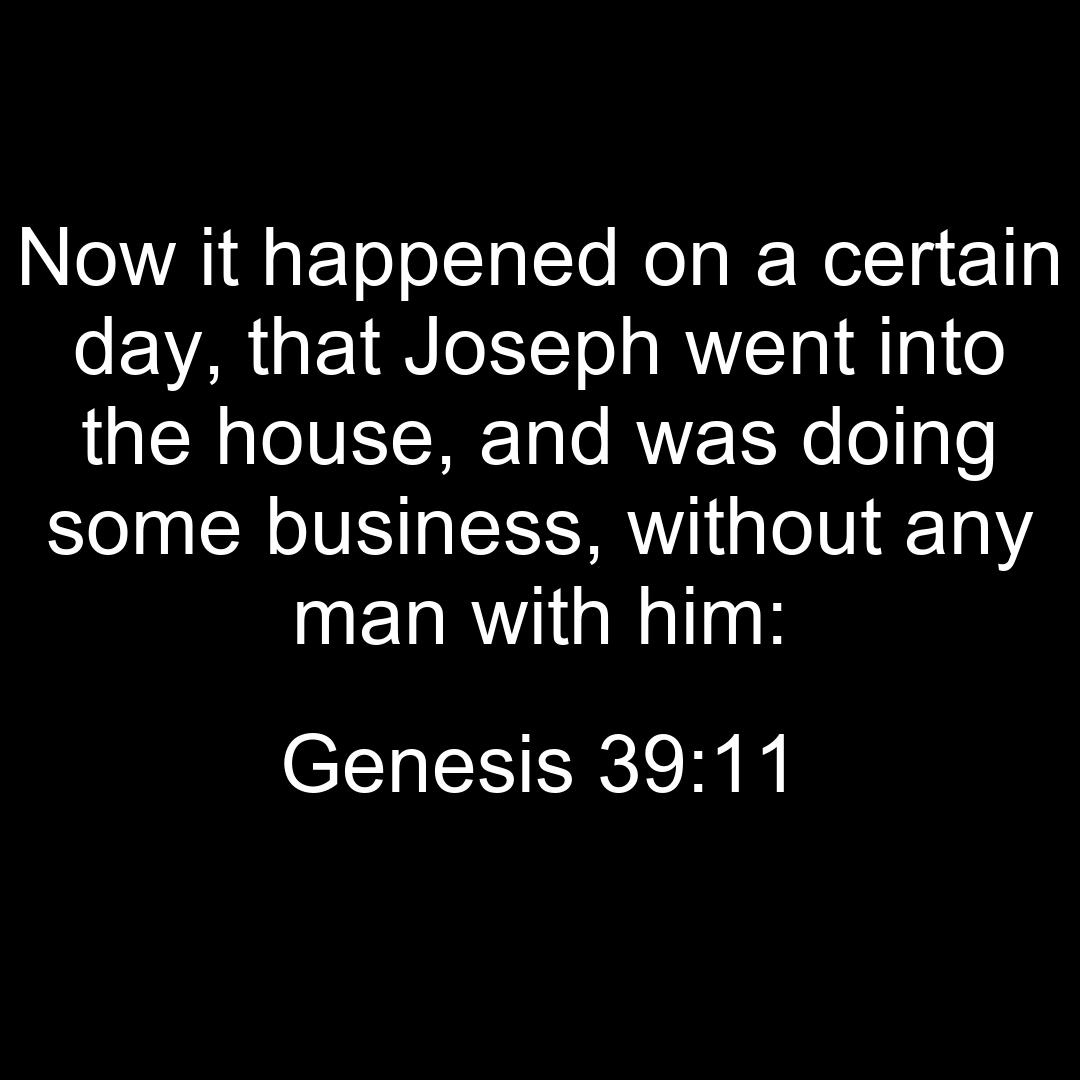 Now it happened on a certain
day, that Joseph went into
the house, and was doing
some business, without any
man with him:
Genesis 39:11